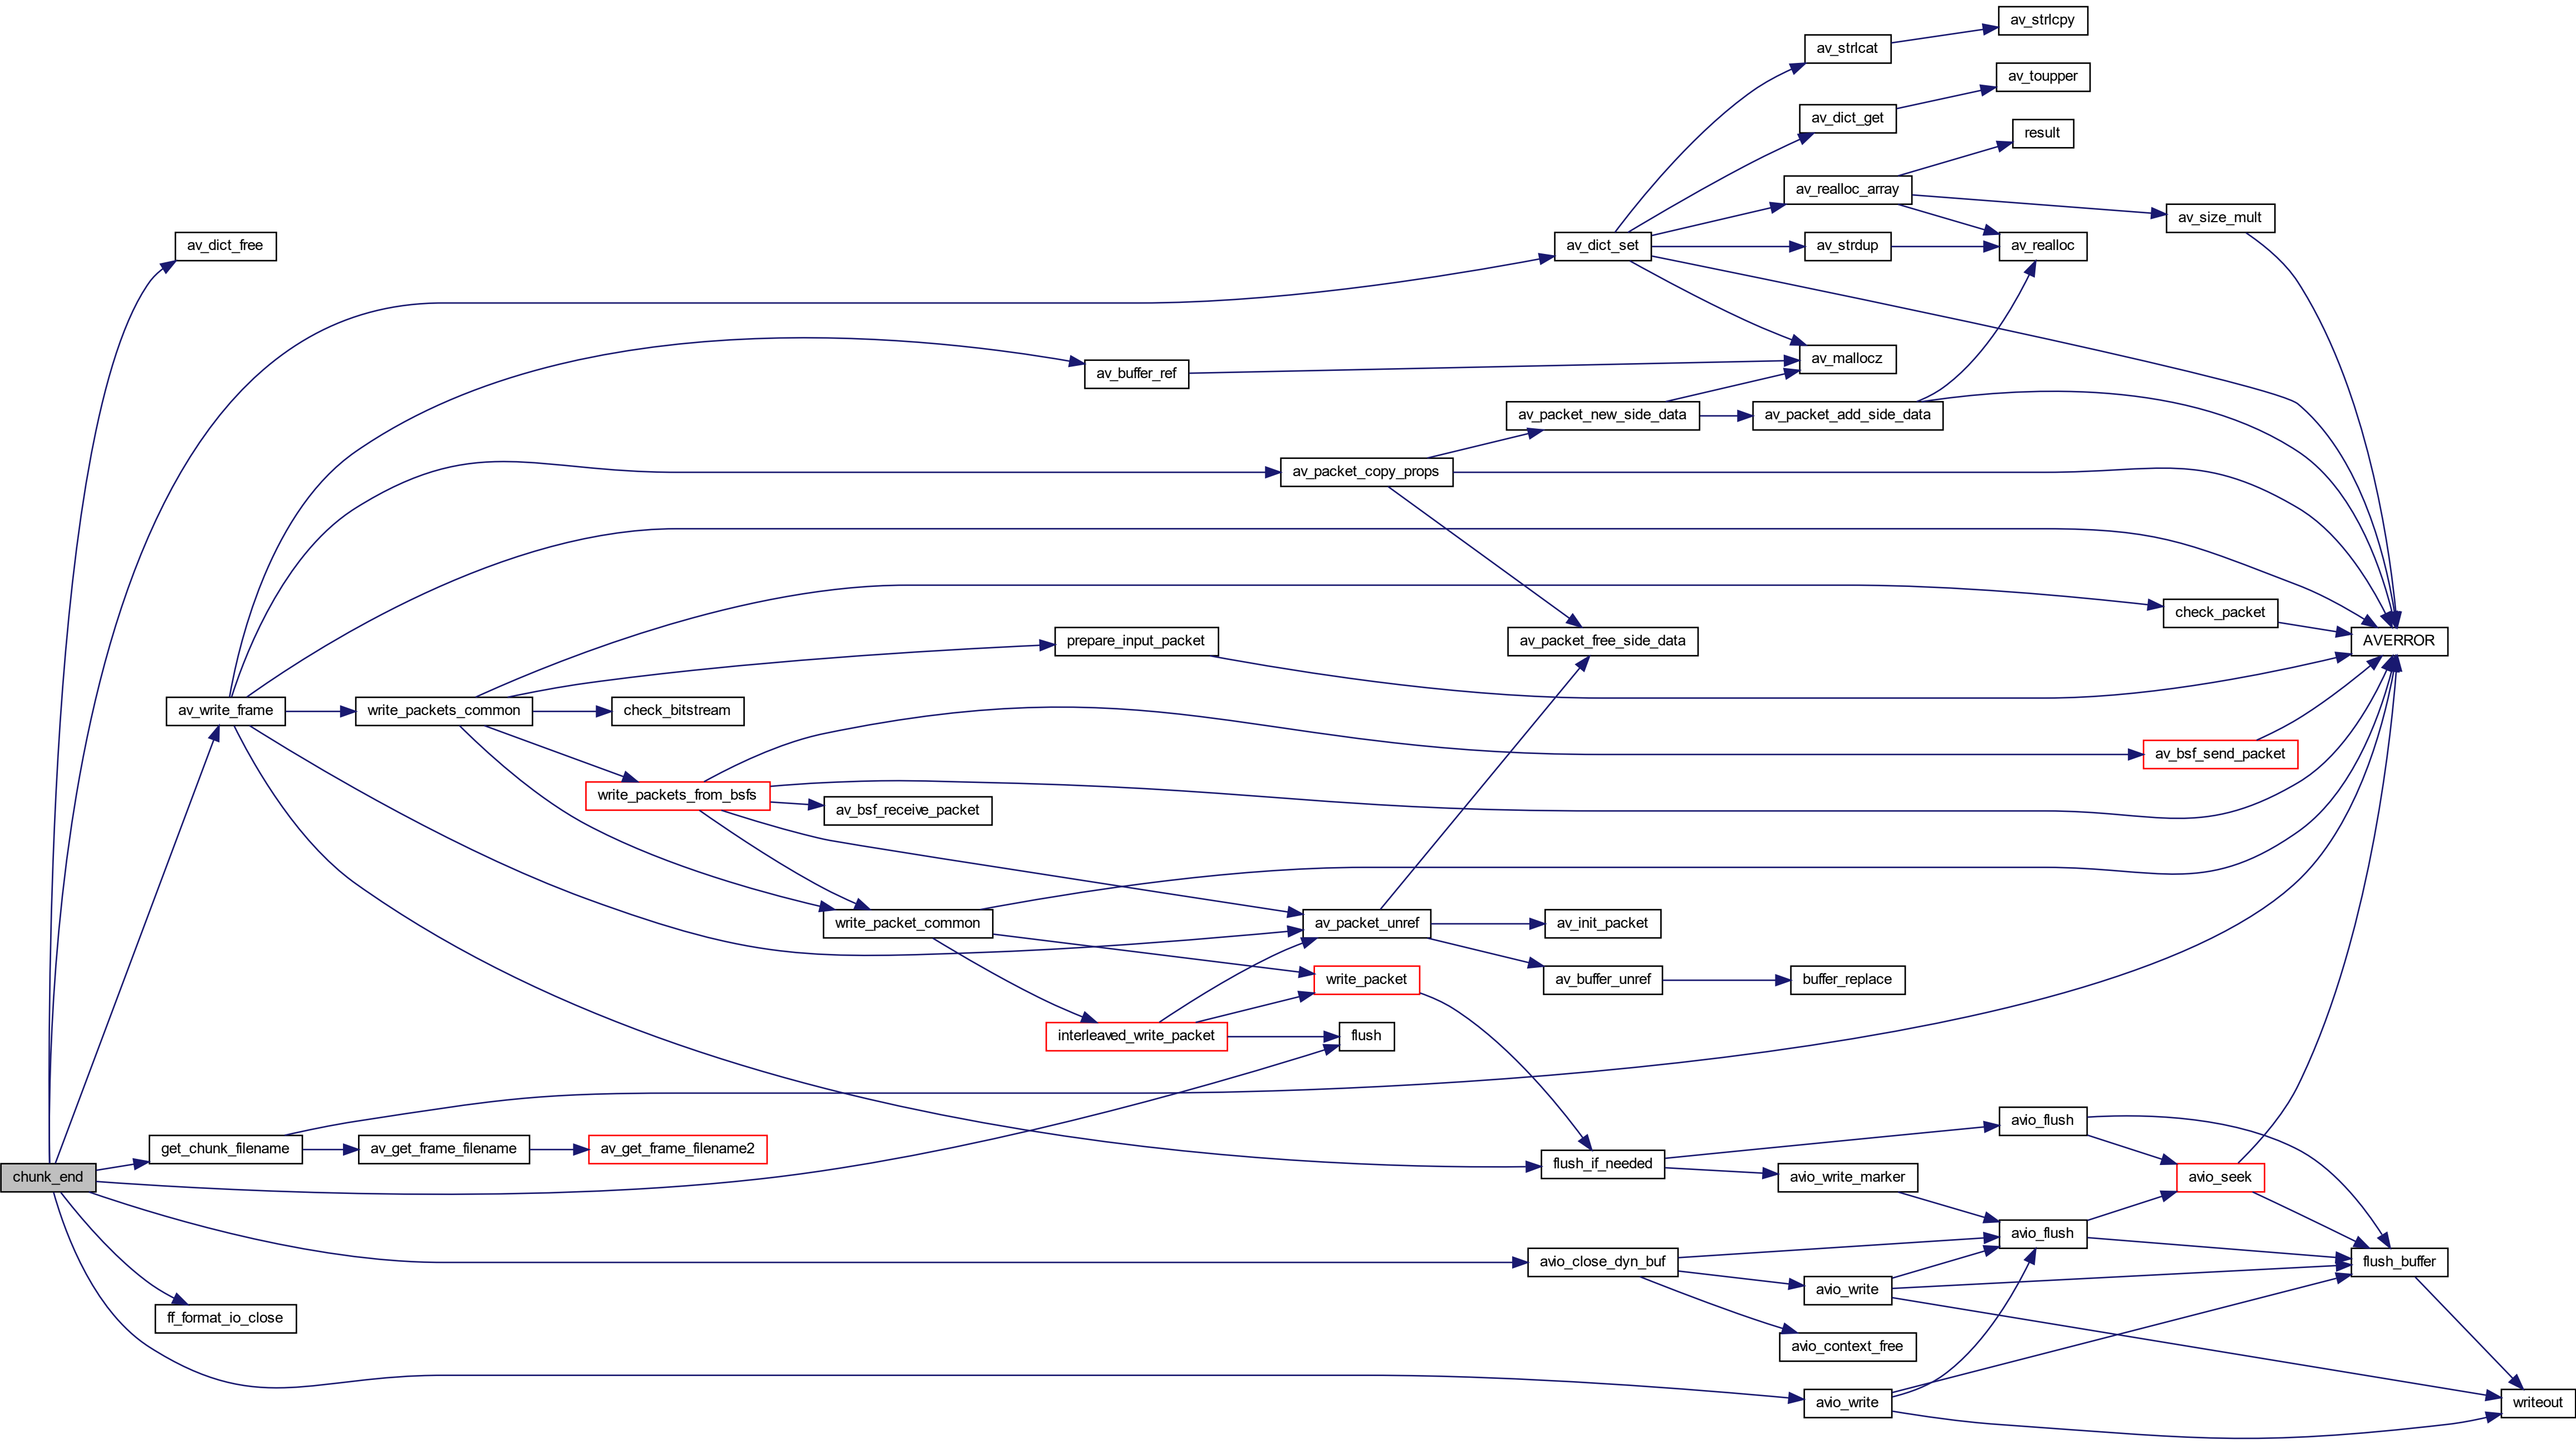 av_strlcpy
av_strlcat
av_toupper
av_dict_get
result
av_realloc_array
av_size_mult
av_dict_free
av_dict_set
av_strdup
av_realloc
av_mallocz
av_buffer_ref
av_packet_new_side_data
av_packet_add_side_data
av_packet_copy_props
check_packet
prepare_input_packet
av_packet_free_side_data
AVERROR
av_write_frame
write_packets_common
check_bitstream
av_bsf_send_packet
write_packets_from_bsfs
av_bsf_receive_packet
write_packet_common
av_packet_unref
av_init_packet
write_packet
av_buffer_unref
buffer_replace
interleaved_write_packet
flush
avio_flush
get_chunk_filename
av_get_frame_filename
av_get_frame_filename2
flush_if_needed
chunk_end
avio_write_marker
avio_seek
avio_flush
avio_close_dyn_buf
flush_buffer
avio_write
ff_format_io_close
avio_context_free
avio_write
writeout